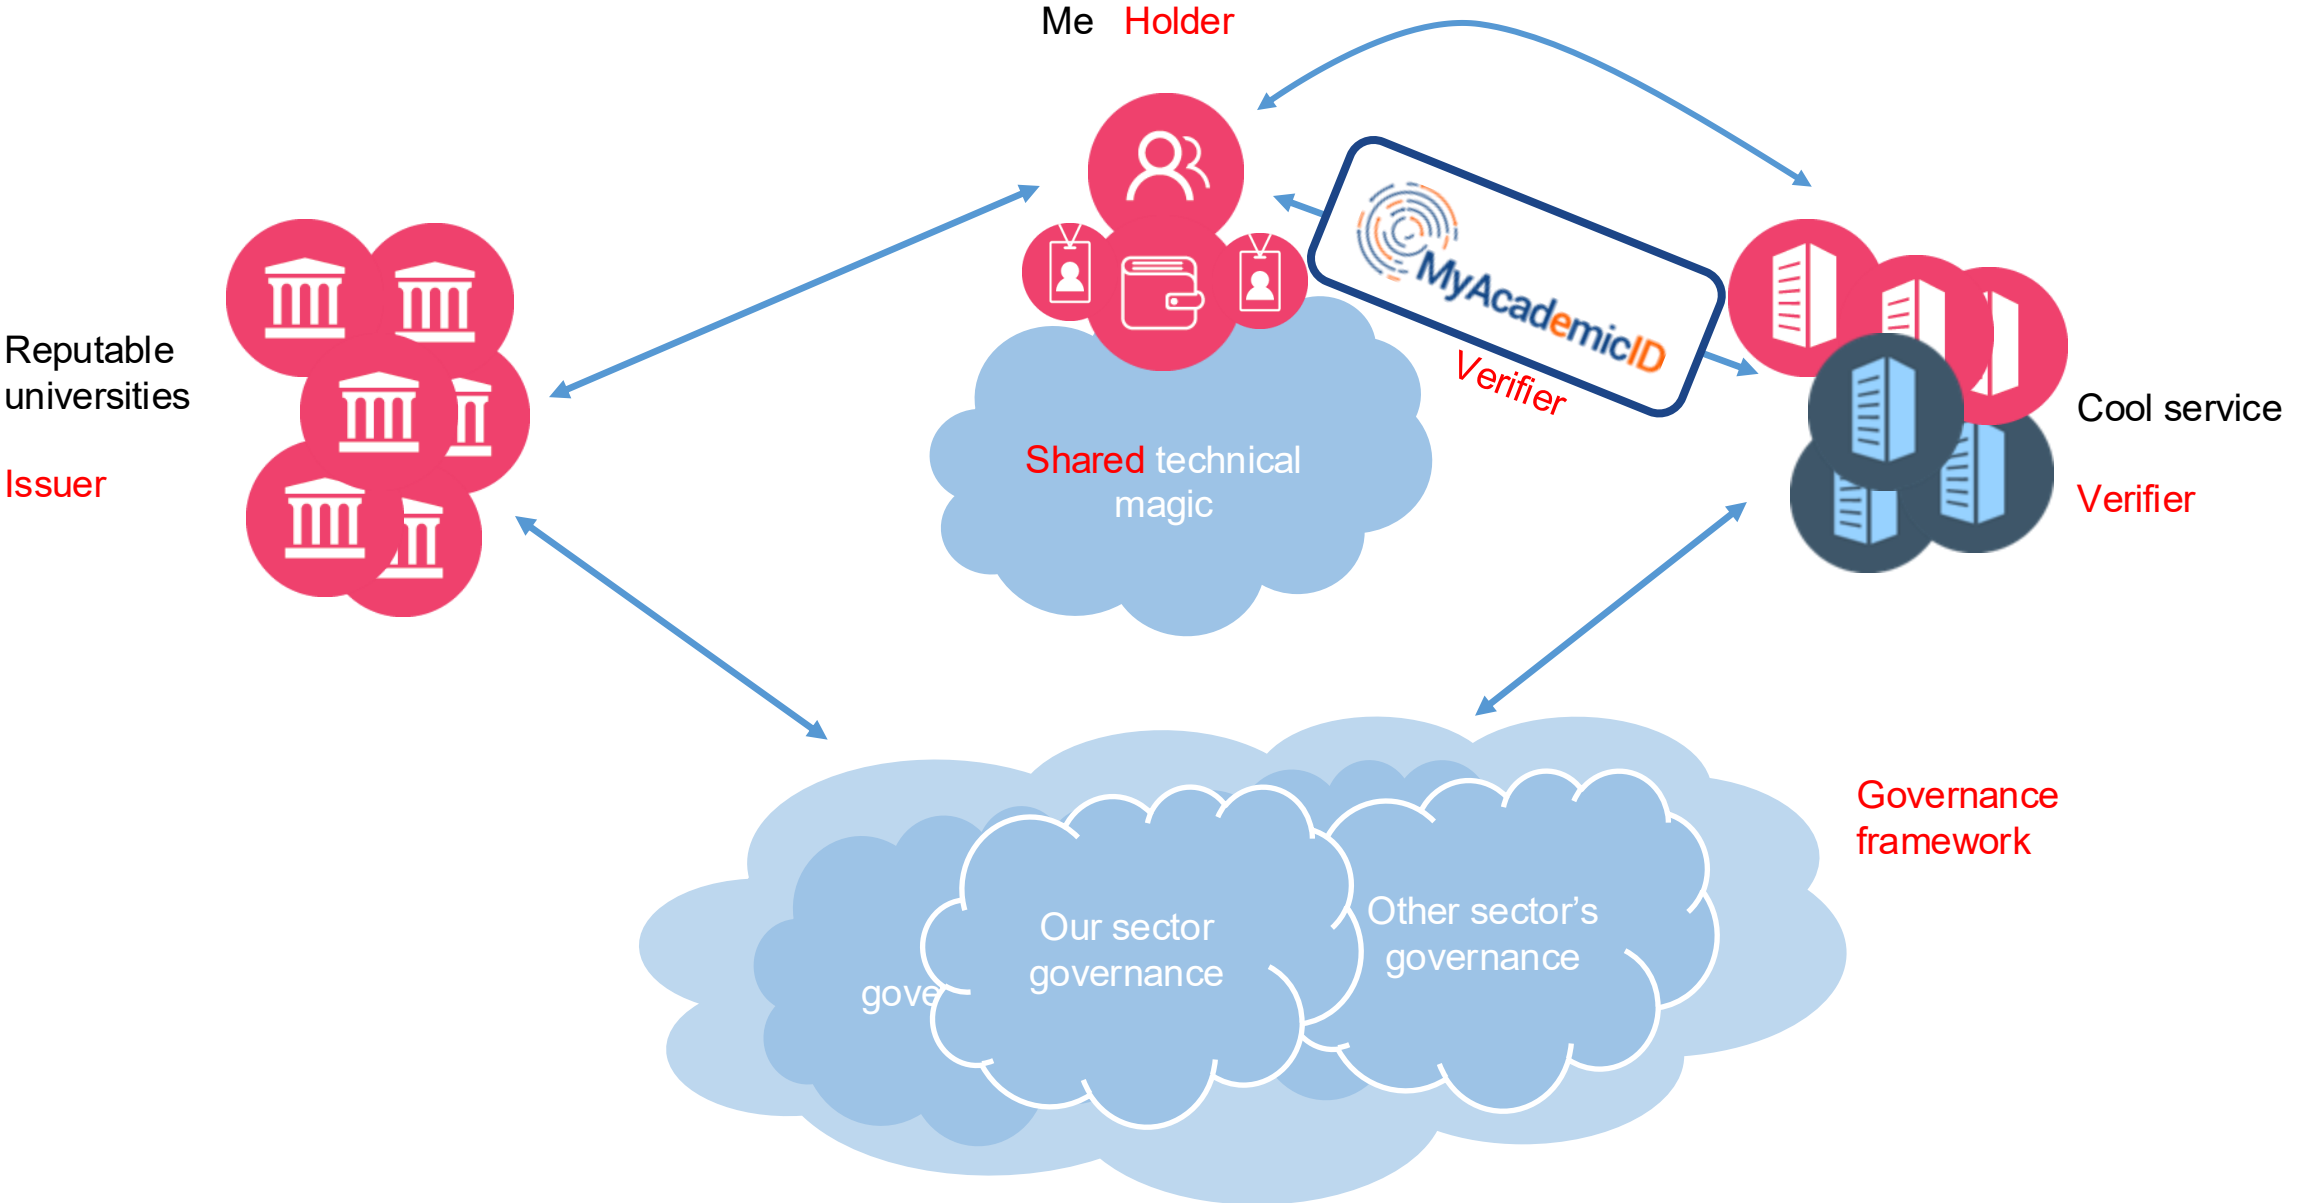 Me Holder
MyAcademicID
Verifier
Reputable
universities
Issuer
Shared technical
magic
Cool service
Verifier
Governance
framework
Our sector
governance
Other sector’s
governance
gove